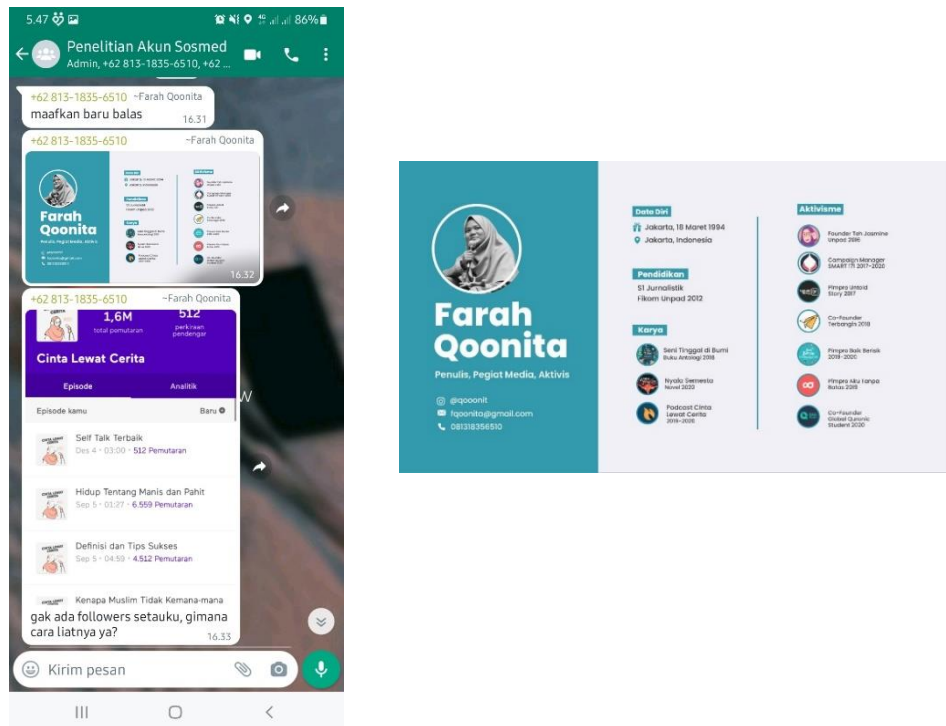 5.47
4G
86%
Penelitian Akun Sosmed
Admin, +62 813-1835-6510, +62 ...
+62 813-1835-6510 ~Farah Qoonita
maafkan baru balas
16.31
+62 813-1835-6510 ~Farah Qoonita
Farah
Qoonita
Penulis, Pegiat Media, Aktivis
16.32
+62 813-1835-6510 ~Farah Qoonita
1,6M
total pemutaran
512
perkiraan
pendengar
Cinta Lewat Cerita
Episode
Analitik
Episode kamu
Baru
Self Talk Terbaik
Des 4 • 03:00 • 512 Pemutaran
Hidup Tentang Manis dan Pahit
Sep 5 • 01:27 • 6.559 Pemutaran
Definisi dan Tips Sukses
Sep 5 • 04:59 • 4.512 Pemutaran
Kenapa Muslim Tidak Kemana-mana
gak ada followers setauku, gimana
cara liatnya ya?
16.33
Kirim pesan
Farah
Qoonita
Penulis, Pegiat Media, Aktivis
@qooonit
fqoonita@gmail.com
081318356510
Data Diri
Jakarta, 18 Maret 1994
Jakarta, Indonesia
Pendidikan
S1 Jurnalistik
Fikom Unpad 2012
Karya
Seni Tinggal di Bumi
Buku Antologi 2018
Nyala Semesta
Novel 2020
Podcast Cinta
Lewat Cerita
2019-2020
Aktivisme
Founder Teh Jasmine
Unpad 2016
Campaign Manager
SMART 171 2017-2020
Pimpro Untold
Story 2017
Co-Founder
Terbangin 2018
Pimpro Baik Berisik
2019-2020
Pimpro Aku Tanpa
Batas 2019
Co-Founder
Global Quranic
Student 2020